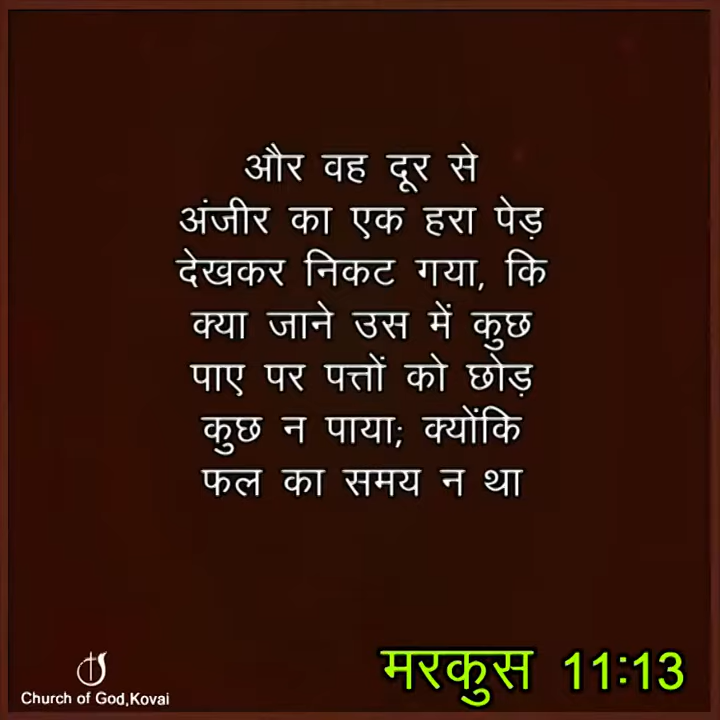 और वह दूर से
अंजीर का एक हरा पेड़
देखकर निकट गया, कि
क्या जाने उस में कुछ
पाए पर पत्तों को छोड़
कुछ न पाया; क्योंकि
फल का समय न था
मरकुस 11:13
Church of God,Kovai